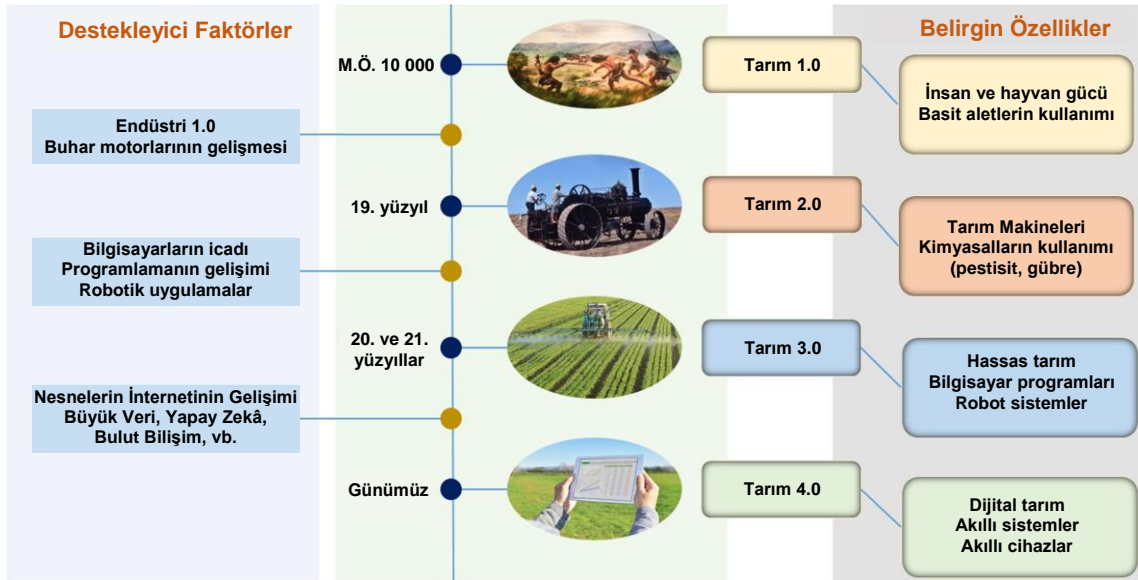 Destekleyici Faktörler
Endüstri 1.0
Buhar motorlarının gelişmesi
Bilgisayarların icadı
Programlamanın gelişimi
Robotik uygulamalar
Nesnelerin İnternetinin Gelişimi
Büyük Veri, Yapay Zekâ,
Bulut Bilişim, vb.
M.Ö. 10 000
19. yüzyıl
20. ve 21.
yüzyıllar
Günümüz
Tarım 1.0
Tarım 2.0
Tarım 3.0
Tarım 4.0
Belirgin Özellikler
İnsan ve hayvan gücü
Basit aletlerin kullanımı
Tarım Makineleri
Kimyasalların kullanımı
(pestisit, gübre)
Hassas tarım
Bilgisayar programları
Robot sistemler
Dijital tarım
Akıllı sistemler
Akıllı cihazlar